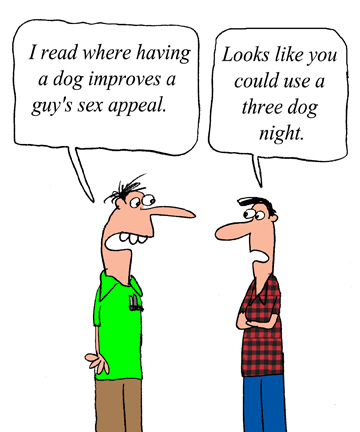 I read where having
a dog improves a
guy's sex appeal.
Looks like you
could use a
three dog
night.